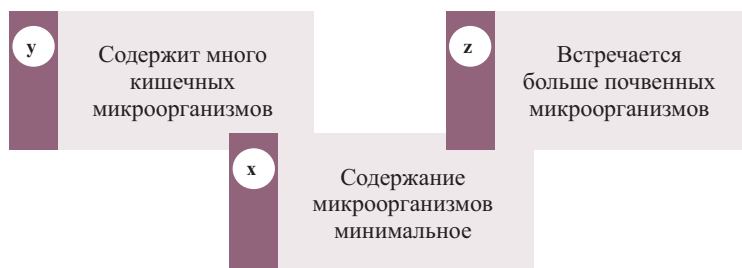 y
Содержит много
кишечных
микроорганизмов
z
Встречается
больше почвенных
микроорганизмов
x
Содержание
микроорганизмов
минимальное